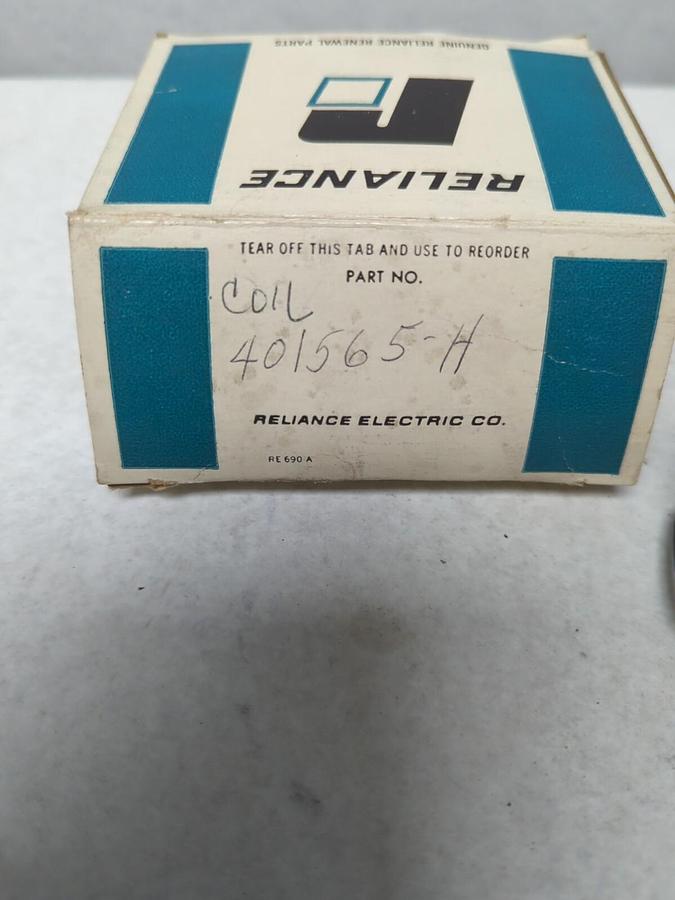 GENUINE RELIANCE RENEWAL PARTS
RELIANCE
TEAR OFF THIS TAB AND USE TO REORDER
PART NO.
COIL
401565-H
RELIANCE ELECTRIC CO.
RE 690 A